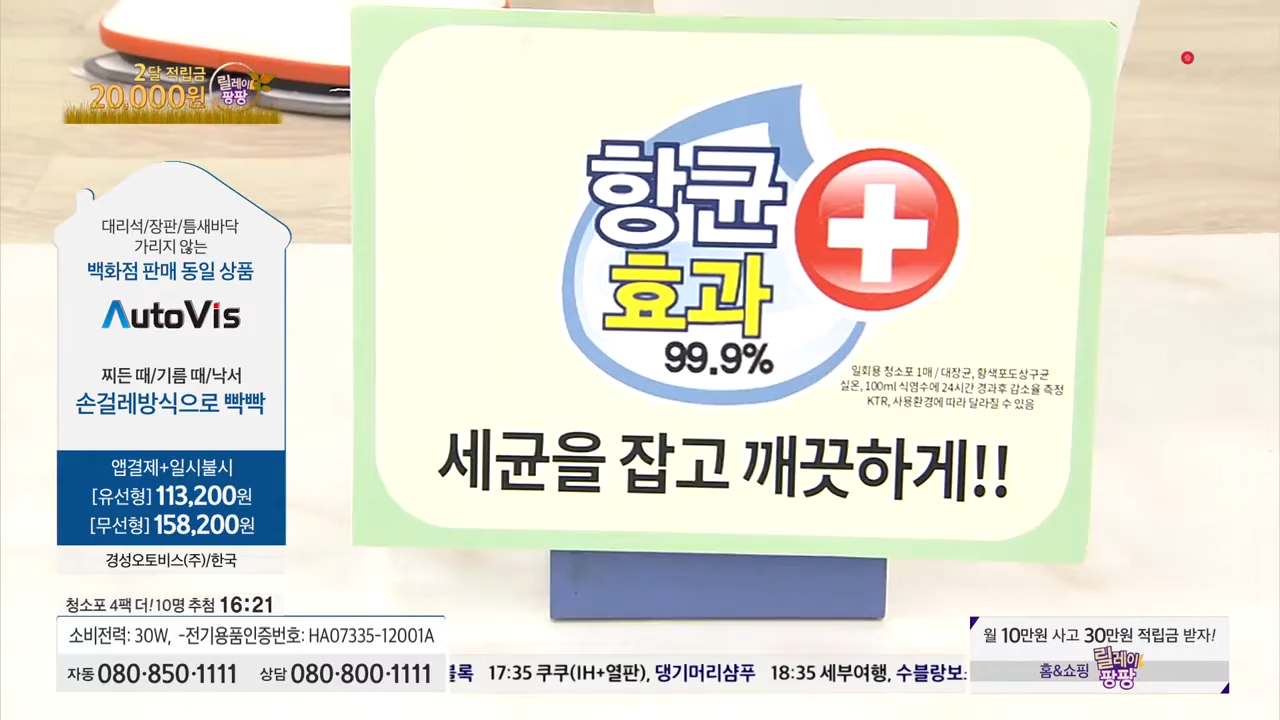 2달 적립금
20,000원
릴레이
팡팡
대리석/장판/틈새바닥
가리지 않는
백화점 판매 동일 상품
AutoVis
찌든 때/기름 때/낙서
손걸레방식으로 빡빡
앱결제+일시불시
[유선형] 113,200원
[무선형] 158,200원
경성오토비스(주)/한국
항균
효과
99.9%
일회용 청소포 1매 / 대장균, 황색포도상구균
실온, 100ml 식염수에 24시간 경과후 감소율 측정
KTR, 사용환경에 따라 달라질 수 있음
세균을 잡고 깨끗하게!!
청소포 4팩 더! 10명 추첨 16:21
소비전력: 30W, -전기용품인증번호: HA07335-12001A
자동 080·850·1111 상담 080·800·1111
블록 17:35 쿠쿠(IH+열판), 댕기머리샴푸 18:35 세부여행, 수블랑보
월 10만원 사고 30만원 적립금 받자!
홈&쇼핑 릴레이
팡팡